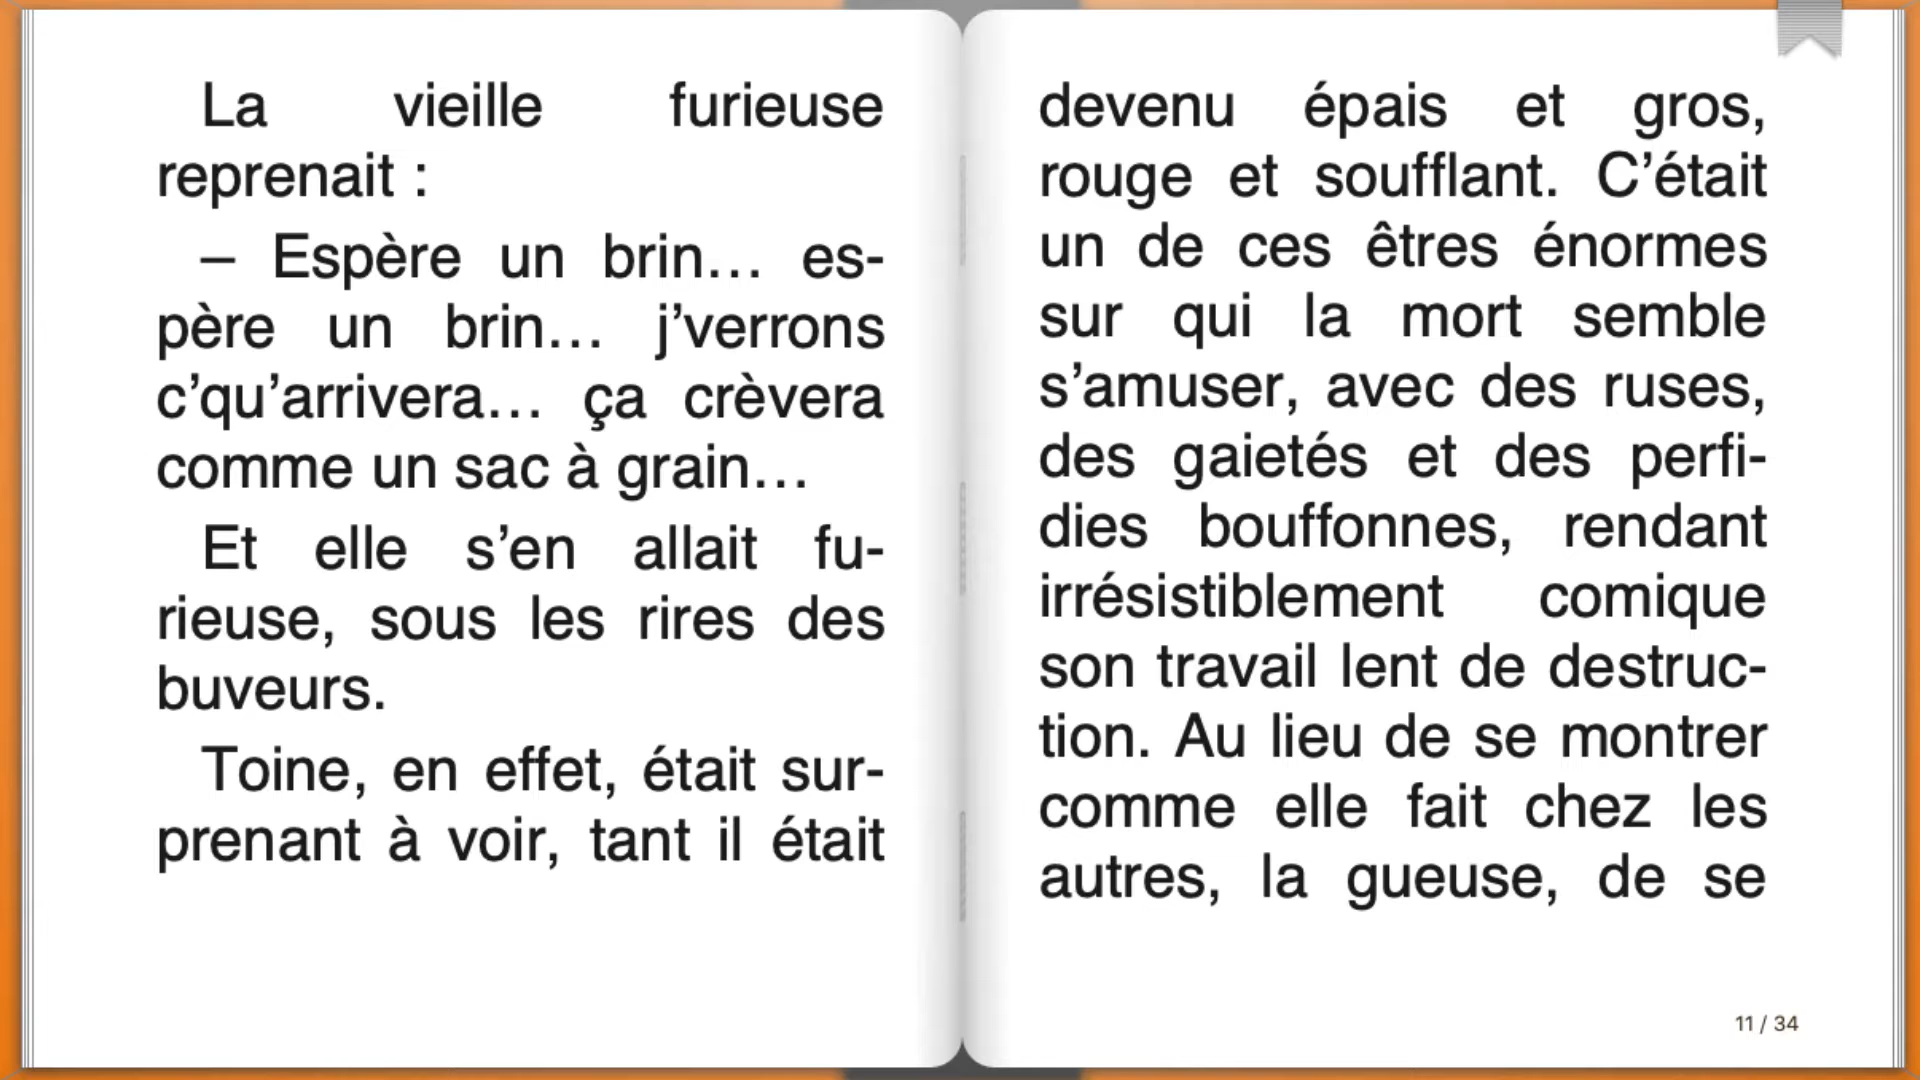 La vieille furieuse
reprenait :
– Espère un brin… es-
père un brin… j’verrons
c’qu’arrivera… ça crèvera
comme un sac à grain…
Et elle s’en allait fu-
rieuse, sous les rires des
buveurs.
Toine, en effet, était sur-
prenant à voir, tant il était
devenu épais et gros,
rouge et soufflant. C’était
un de ces êtres énormes
sur qui la mort semble
s’amuser, avec des ruses,
des gaietés et des perfi-
dies bouffonnes, rendant
irrésistiblement comique
son travail lent de destruc-
tion. Au lieu de se montrer
comme elle fait chez les
autres, la gueuse, de se
11 / 34